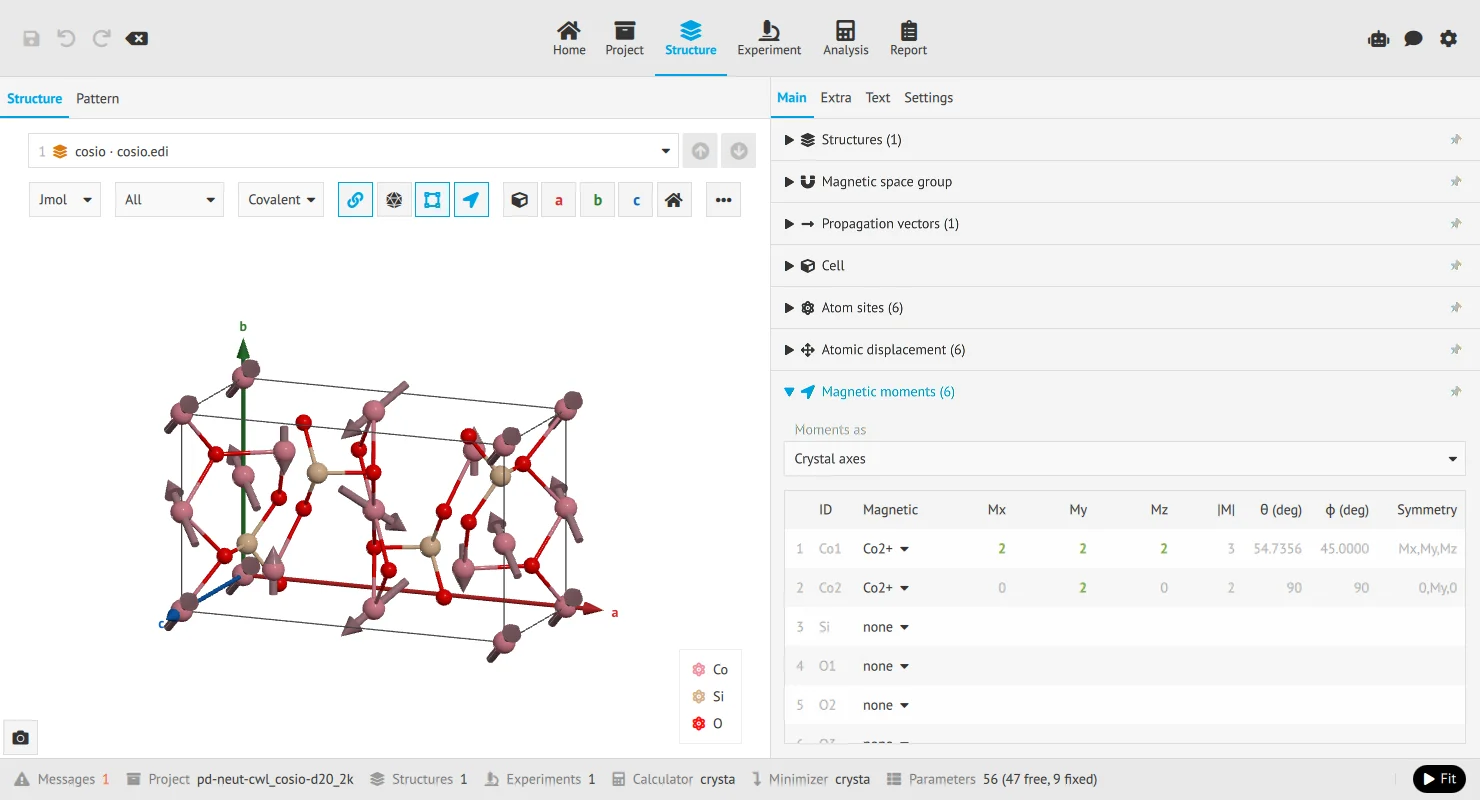 Home Project Structure Experiment Analysis Report
Structure Pattern
Main Extra Text Settings
1 cosio · cosio.edi
Jmol All Covalent a b c •••
b
a
c
Co
Si
O
Structures (1)
Magnetic space group
Propagation vectors (1)
Cell
Atom sites (6)
Atomic displacement (6)
Magnetic moments (6)
Moments as
Crystal axes
ID Magnetic Mx My Mz |M| θ (deg) ϕ (deg) Symmetry
1 Co1 Co2+ 2 2 2 3 54.7356 45.0000 Mx,My,Mz
2 Co2 Co2+ 0 2 0 2 90 90 0,My,0
3 Si none
4 O1 none
5 O2 none
6 O3 none
Messages 1 Project pd-neut-cwl_cosio-d20_2k Structures 1 Experiments 1 Calculator crysta Minimizer crysta Parameters 56 (47 free, 9 fixed) Fit